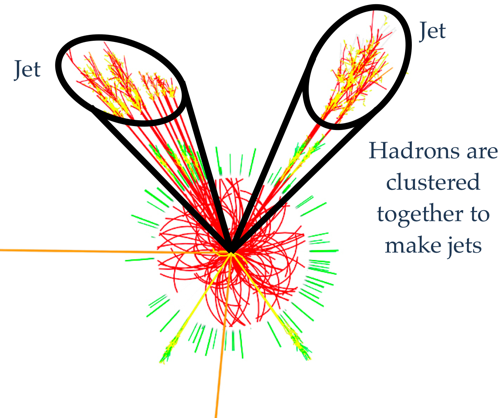 Jet
Jet
Hadrons are
clustered
together to
make jets